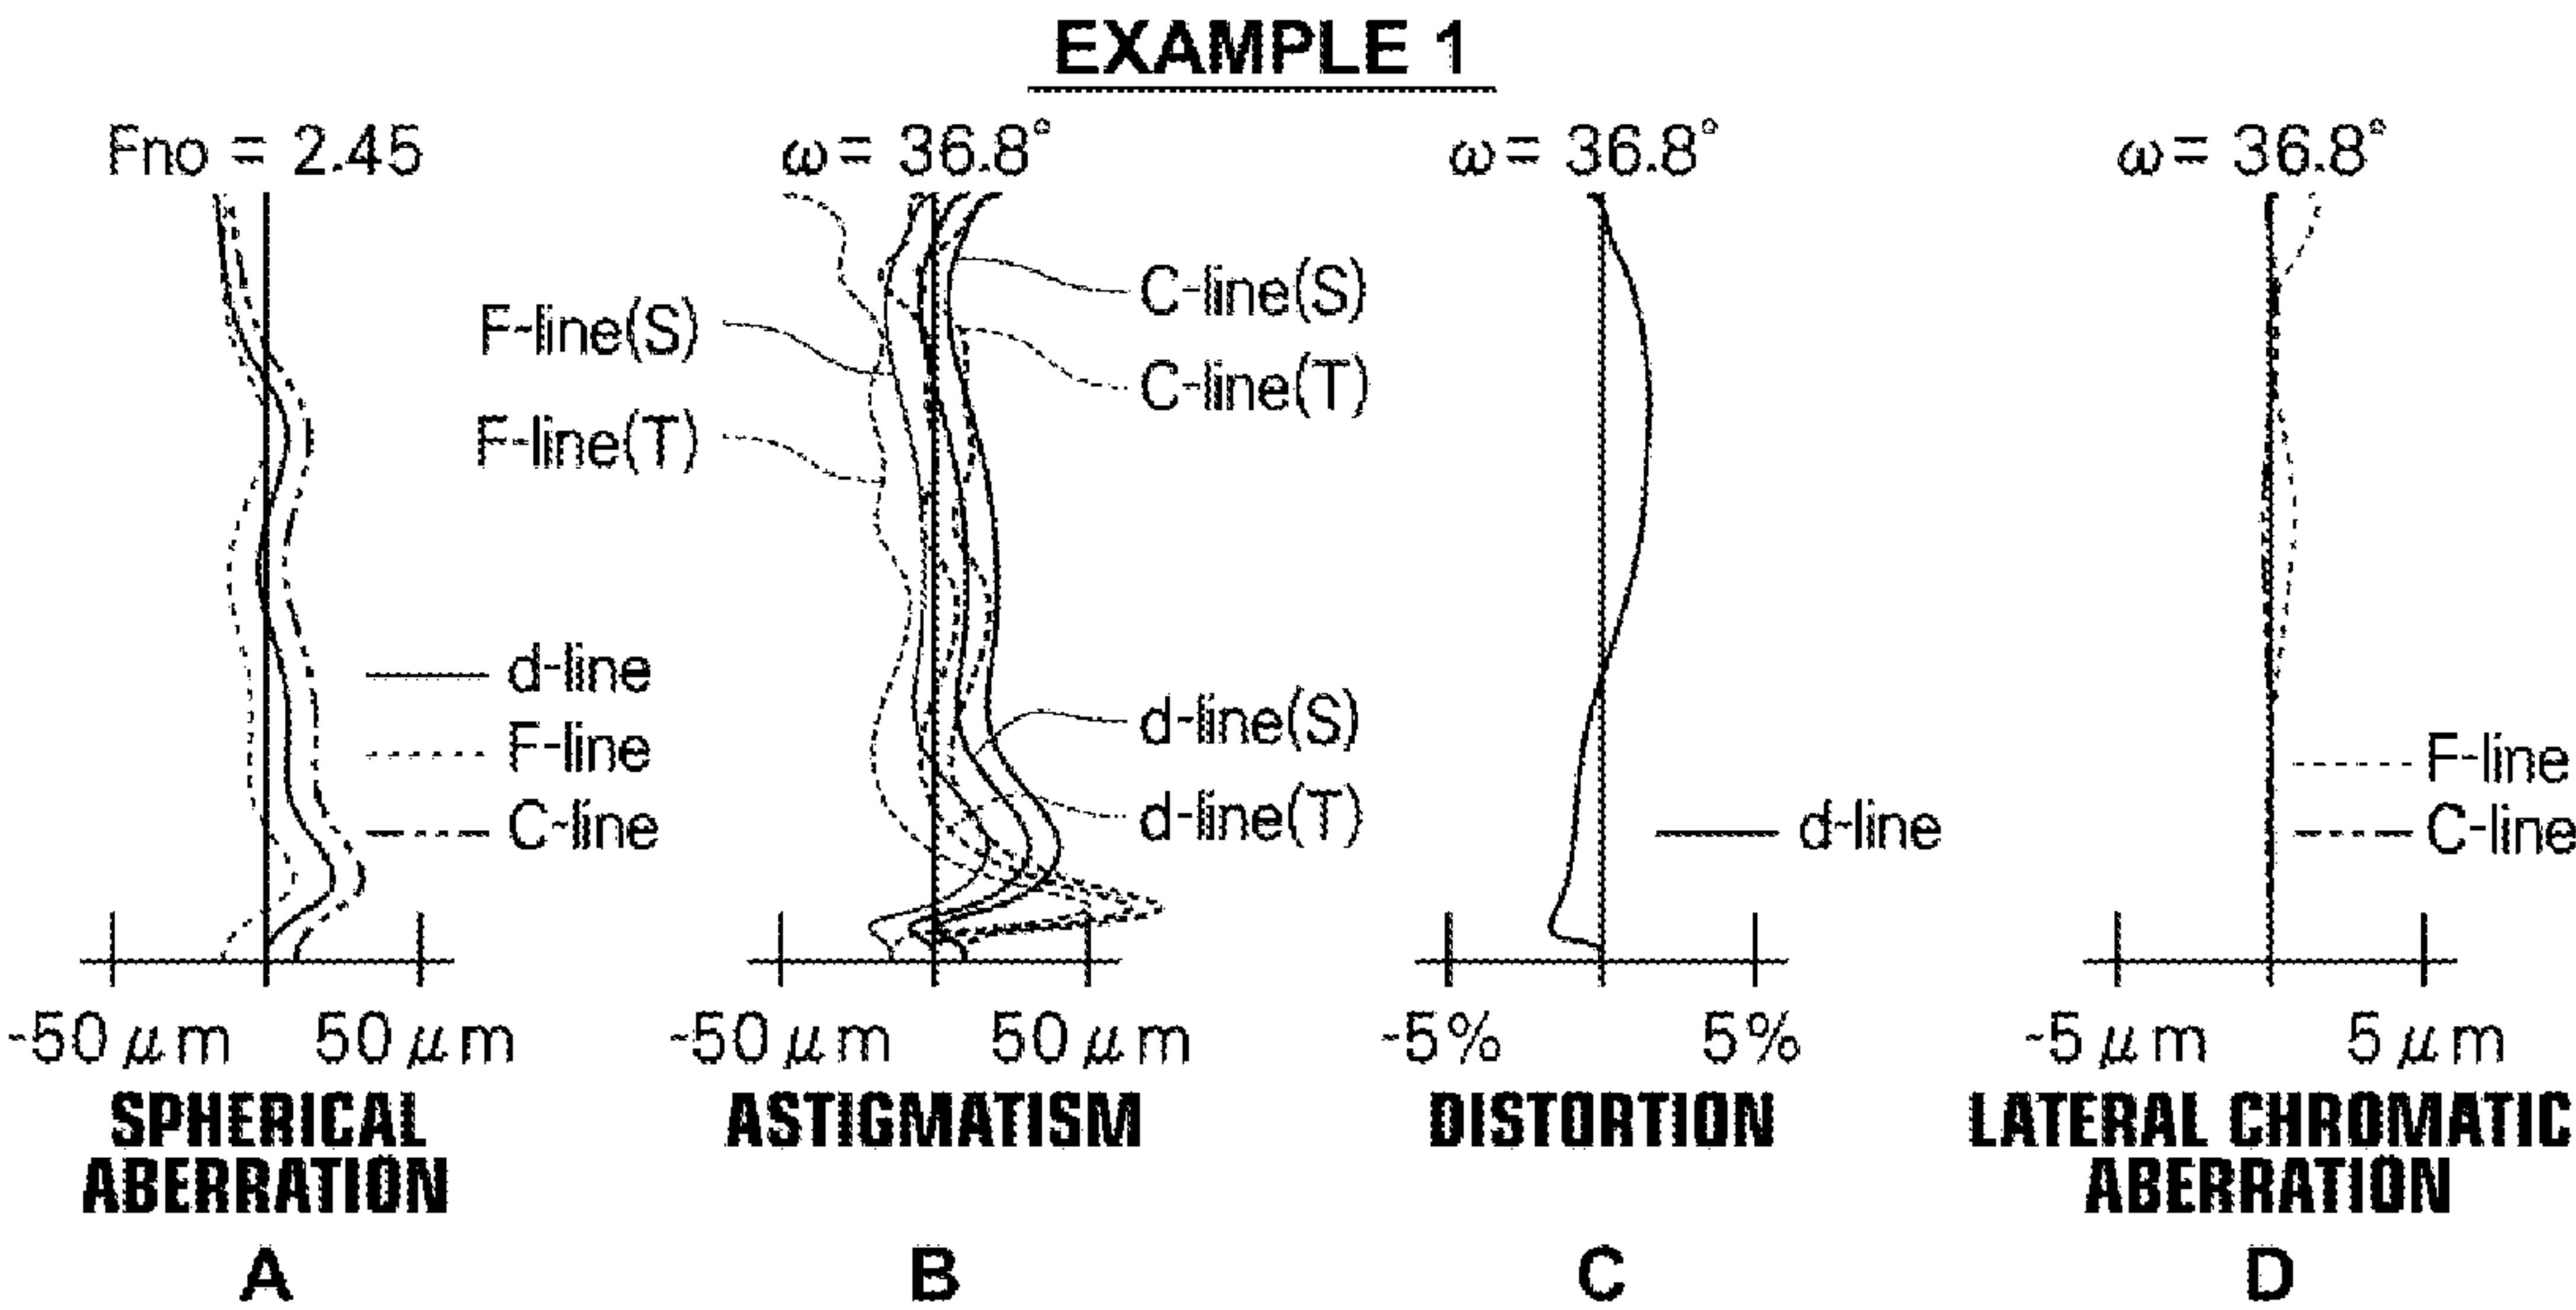 EXAMPLE 1
Fno = 2.45
ω = 36.8°
ω = 36.8°
ω = 36.8°
F-line(S)
F-line(T)
C-line(S)
C-line(T)
d-line(S)
d-line(T)
d-line
F-line
C-line
d-line
F-line
C-line
-50 μm 50 μm
-50 μm 50 μm
-5% 5%
-5 μm 5 μm
SPHERICAL
ABERRATION
ASTIGMATISM
DISTORTION
LATERAL CHROMATIC
ABERRATION
A
B
C
D